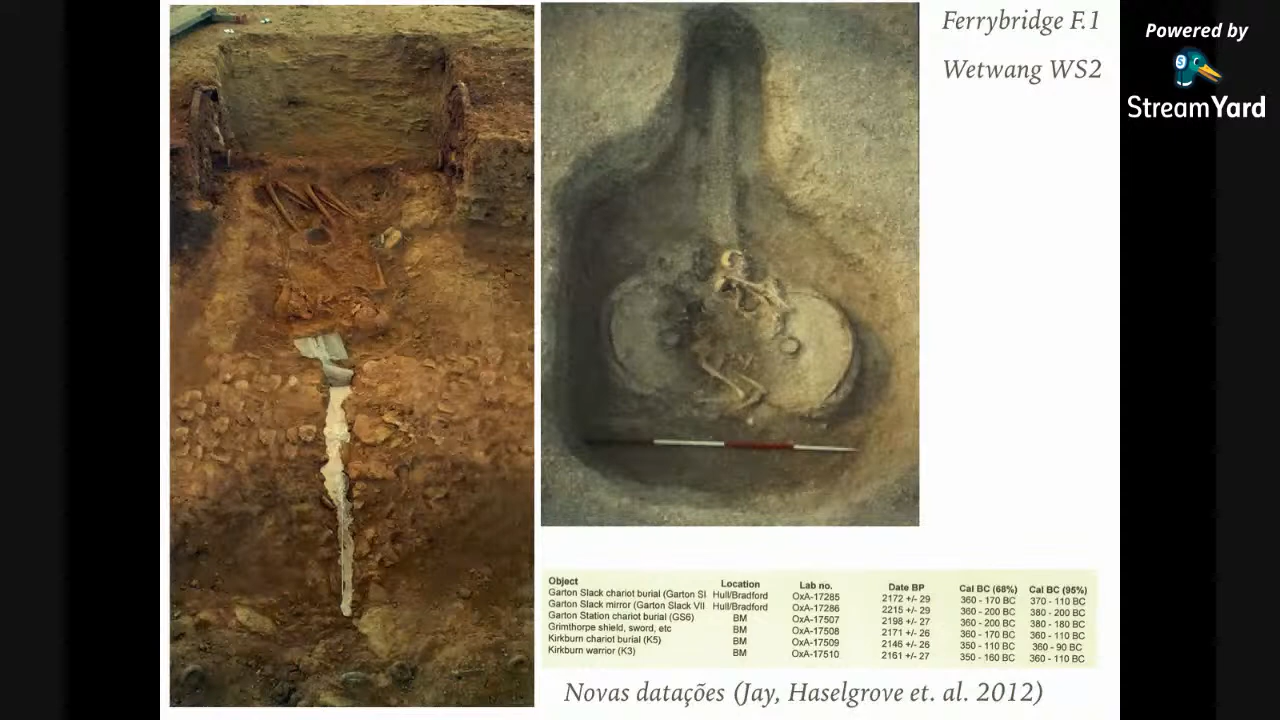 Ferrybridge F.1
Wetwang WS2
Powered by
StreamYard
Object Location Lab no. Date BP Cal BC (68%) Cal BC (95%)
Garton Slack chariot burial (Garton Sl Hull/Bradford OxA-17285 2172 +/- 29 360 - 170 BC 370 - 110 BC
Garton Slack mirror (Garton Slack VII Hull/Bradford OxA-17286 2215 +/- 29 360 - 200 BC 380 - 200 BC
Garton Station chariot burial (GS6) BM OxA-17507 2198 +/- 27 360 - 200 BC 380 - 180 BC
Grimthorpe shield, sword, etc BM OxA-17508 2171 +/- 26 360 - 170 BC 360 - 110 BC
Kirkburn chariot burial (K5) BM OxA-17509 2146 +/- 26 350 - 110 BC 360 - 90 BC
Kirkburn warrior (K3) BM OxA-17510 2161 +/- 27 350 - 160 BC 360 - 110 BC
Novas datações (Jay, Haselgrove et. al. 2012)